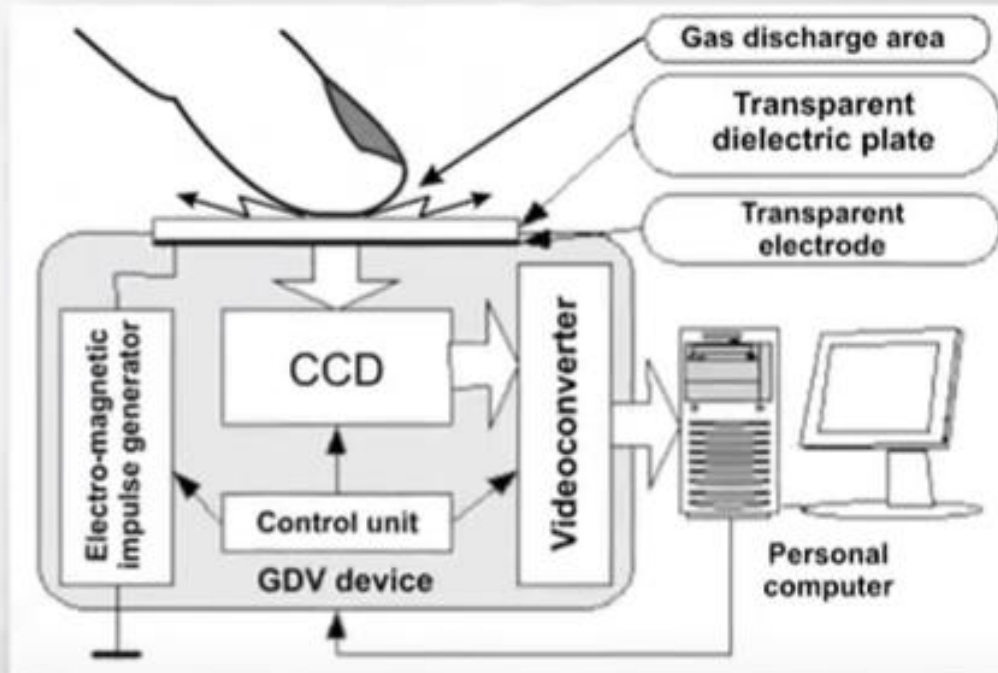 Gas discharge area
Transparent
dielectric plate
Transparent
electrode
Electro-magnetic
impulse generator
CCD
Videoconverter
Control unit
GDV device
Personal
computer